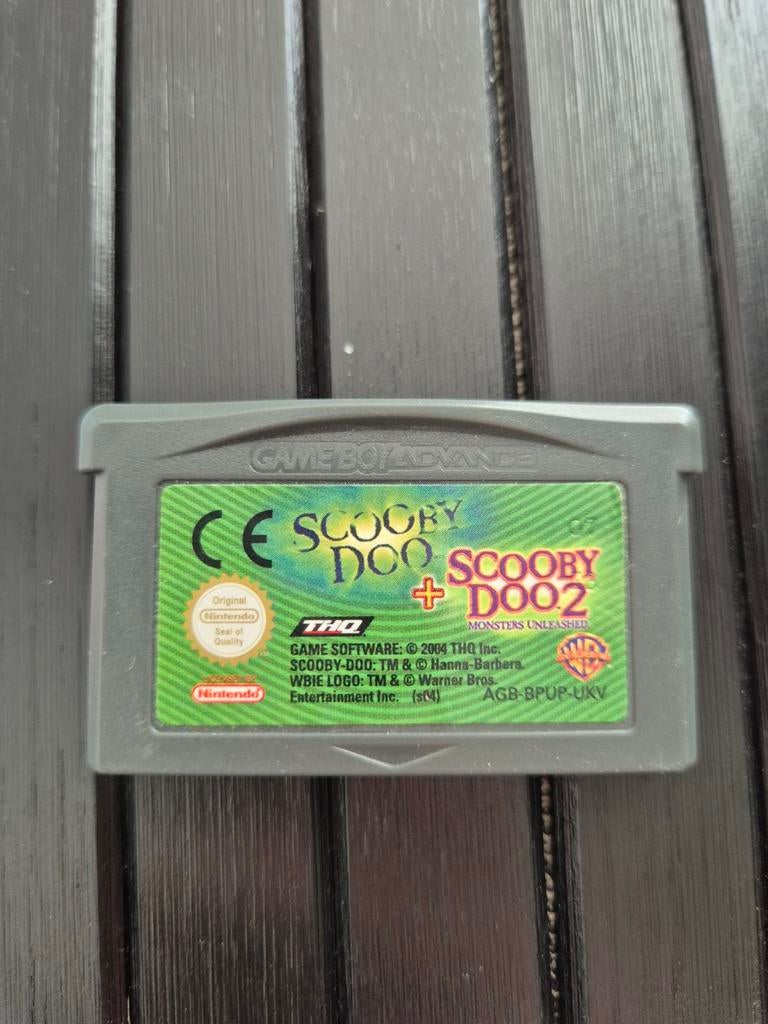 GAME BOY ADVANCE
CE
SCOOBY
DOO
+
SCOOBY
DOO 2
MONSTERS UNLEASHED
07
Original
Nintendo
Seal of
Quality
THQ
GAME SOFTWARE: © 2004 THQ Inc.
SCOOBY-DOO: TM & © Hanna-Barbera.
WBIE LOGO: TM & © Warner Bros.
Entertainment Inc. (s04)
WB
LICENSED BY
Nintendo
AGB-BPUP-UKV